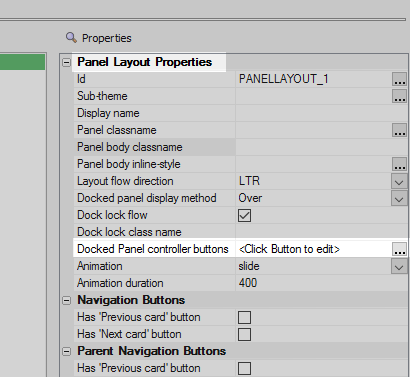 Properties
Panel Layout Properties
Id PANELLAYOUT_1 ...
Sub-theme ...
Display name
Panel classname ...
Panel body classname
Panel body inline-style ...
Layout flow direction LTR
Docked panel display method Over
Dock lock flow
Dock lock class name
Docked Panel controller buttons <Click Button to edit> ...
Animation slide
Animation duration 400
Navigation Buttons
Has 'Previous card' button
Has 'Next card' button
Parent Navigation Buttons
Has 'Previous card' button